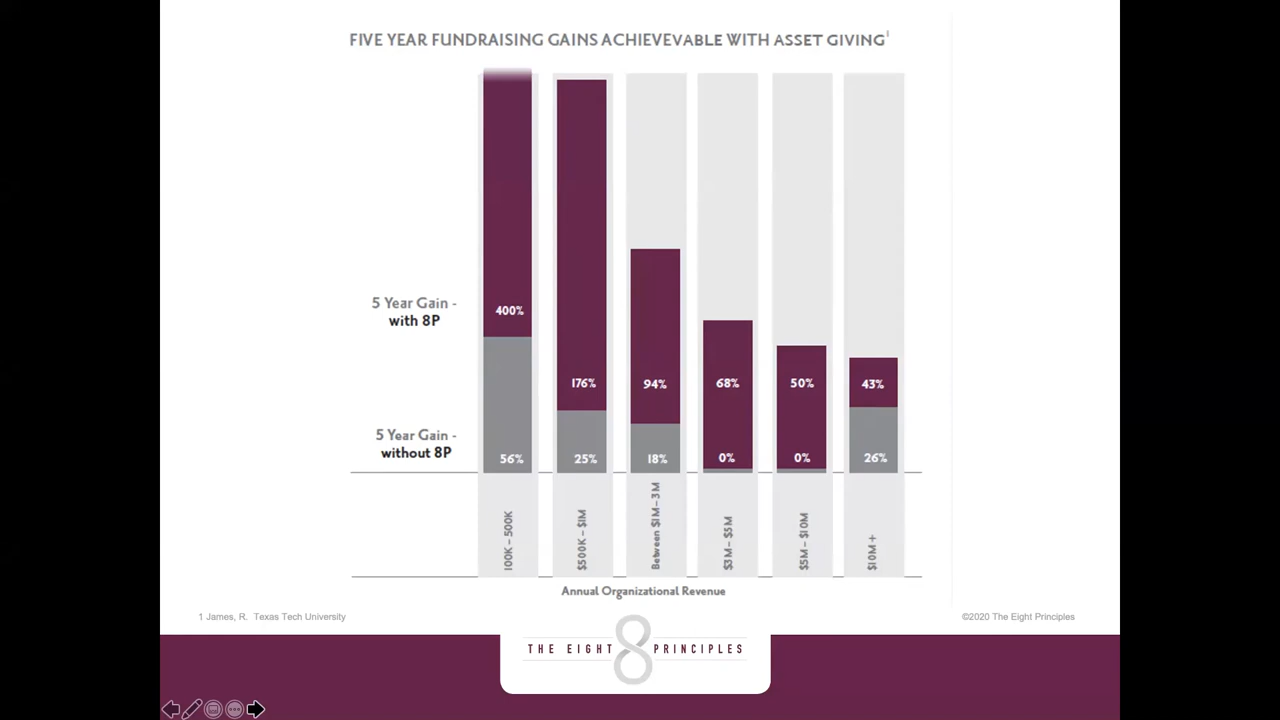 FIVE YEAR FUNDRAISING GAINS ACHIEVEVABLE WITH ASSET GIVING1
5 Year Gain -
with 8P
400%
176%
94%
68%
50%
43%
5 Year Gain -
without 8P
56%
25%
18%
0%
0%
26%
100K – 500K
$500K – $1M
Between $1M– 3M
$3M – $5M
$5M – $10M
$10M +
Annual Organizational Revenue
1 James, R. Texas Tech University
©2020 The Eight Principles
THE EIGHT 8 PRINCIPLES